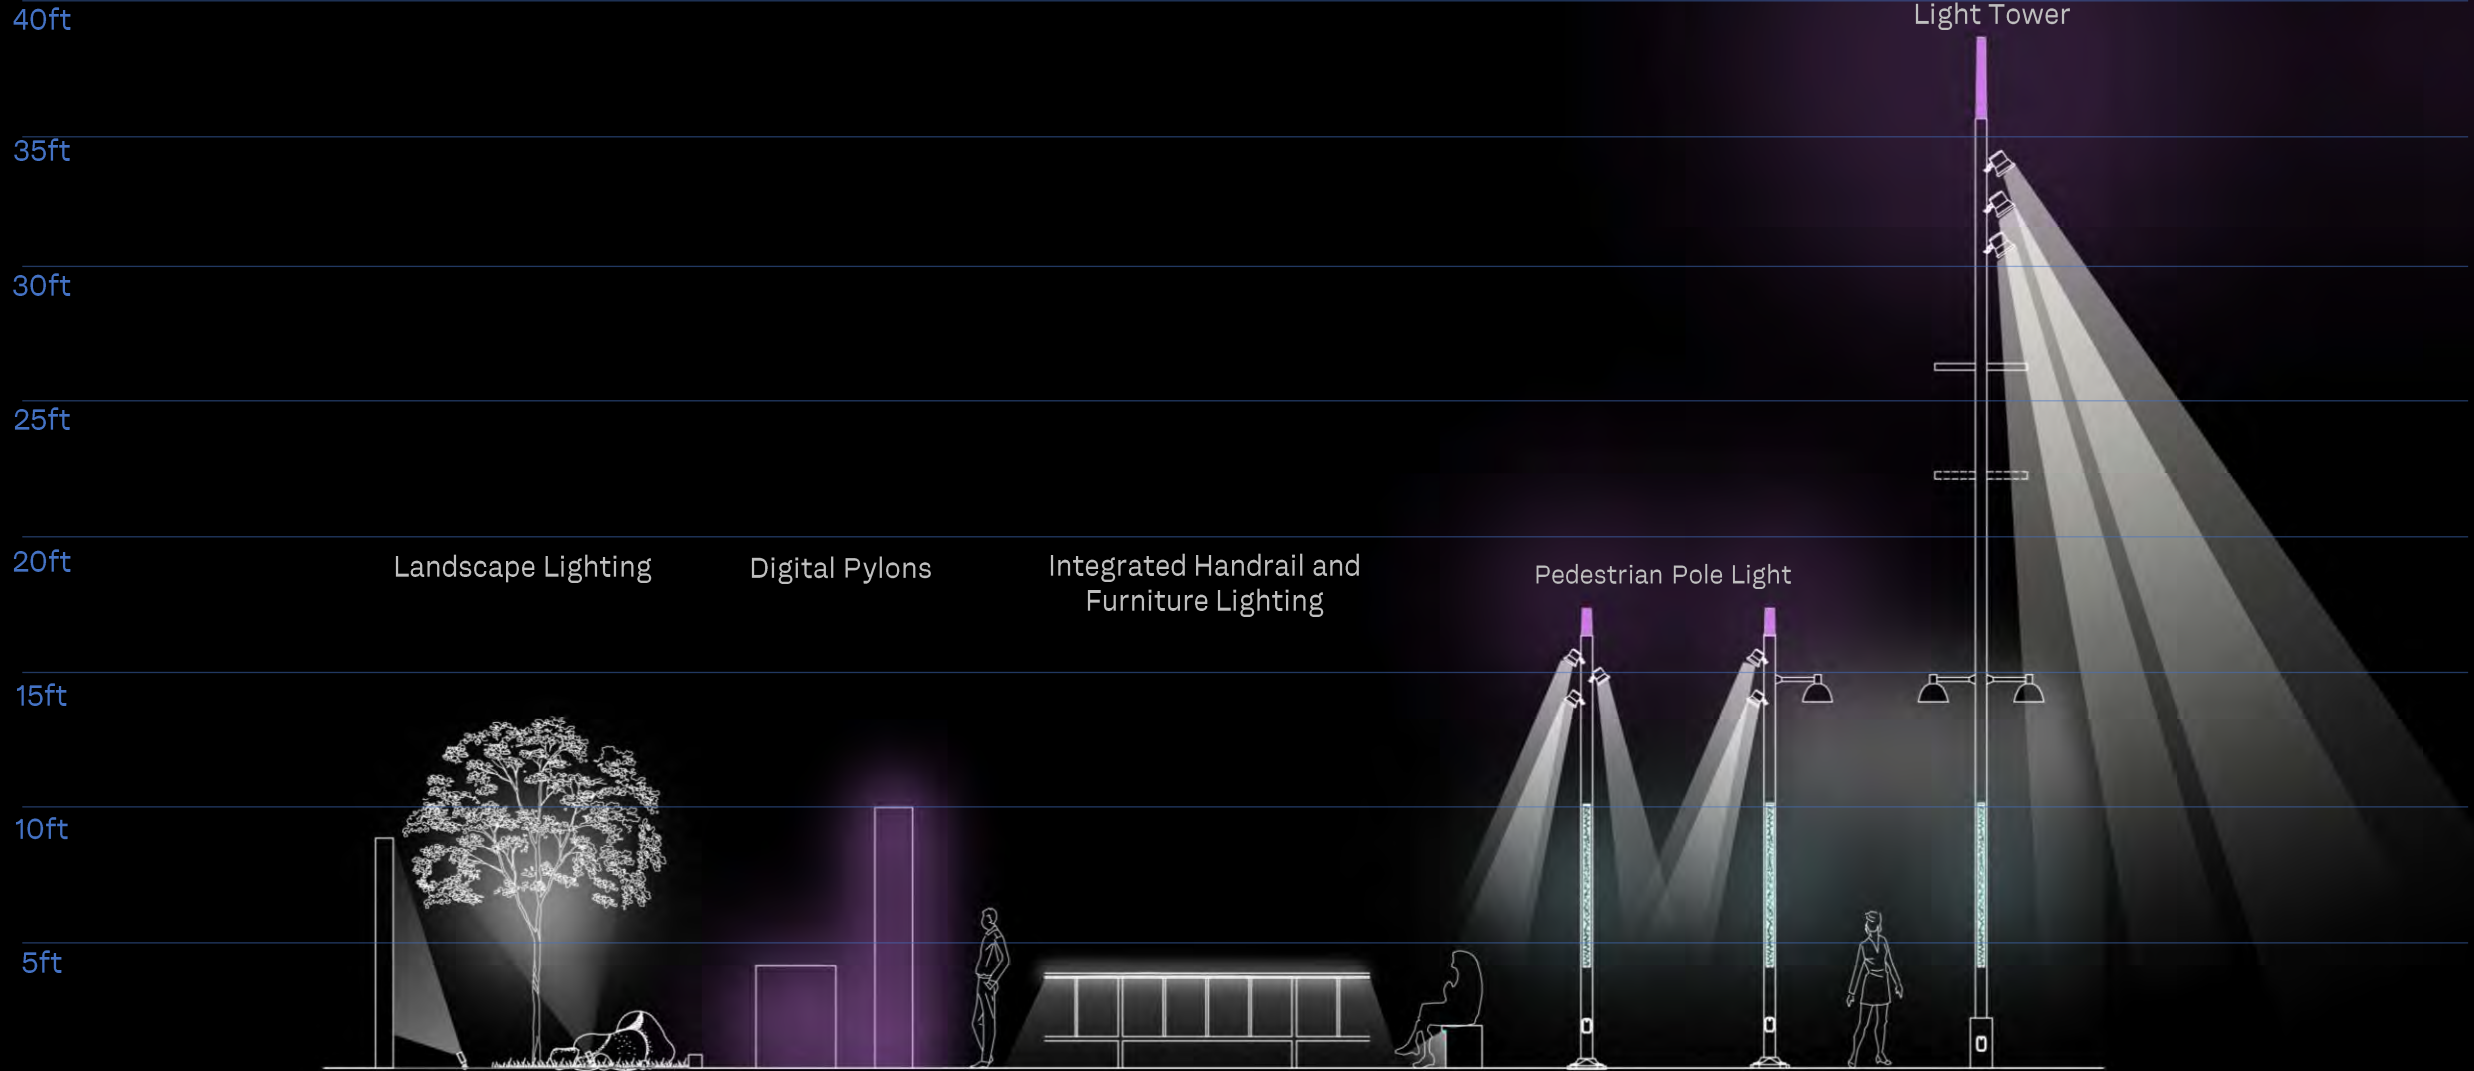 40ft
Light Tower
35ft
30ft
25ft
20ft
Landscape Lighting
Digital Pylons
Integrated Handrail and
Furniture Lighting
Pedestrian Pole Light
15ft
10ft
5ft